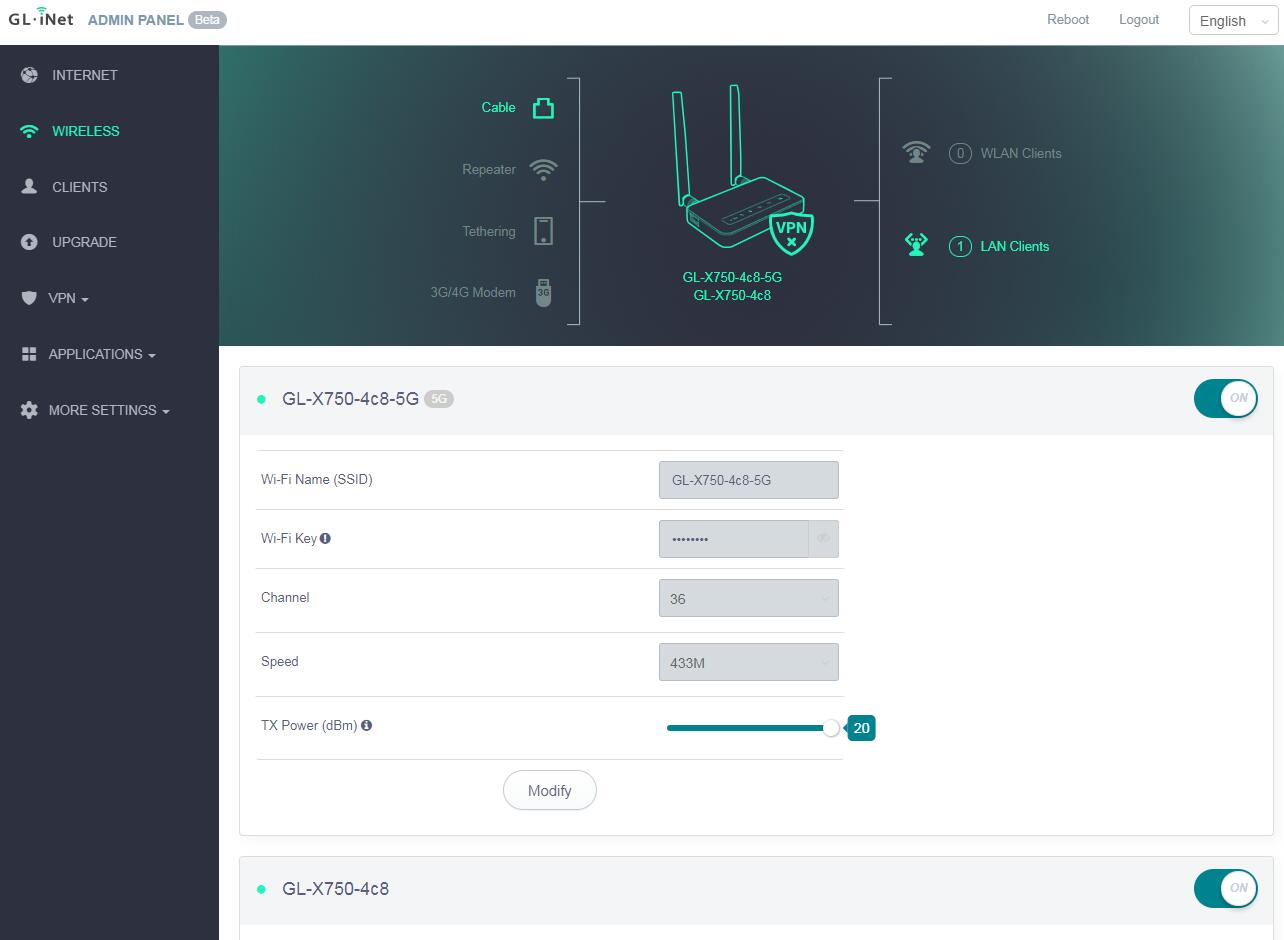 GL·iNet ADMIN PANEL Beta
Reboot Logout English
INTERNET
WIRELESS
CLIENTS
UPGRADE
VPN
APPLICATIONS
MORE SETTINGS
Cable
Repeater
Tethering
3G/4G Modem 3G
VPN
GL-X750-4c8-5G
GL-X750-4c8
0 WLAN Clients
1 LAN Clients
GL-X750-4c8-5G 5G ON
Wi-Fi Name (SSID) GL-X750-4c8-5G
Wi-Fi Key ••••••••
Channel 36
Speed 433M
TX Power (dBm) 20
Modify
GL-X750-4c8 ON